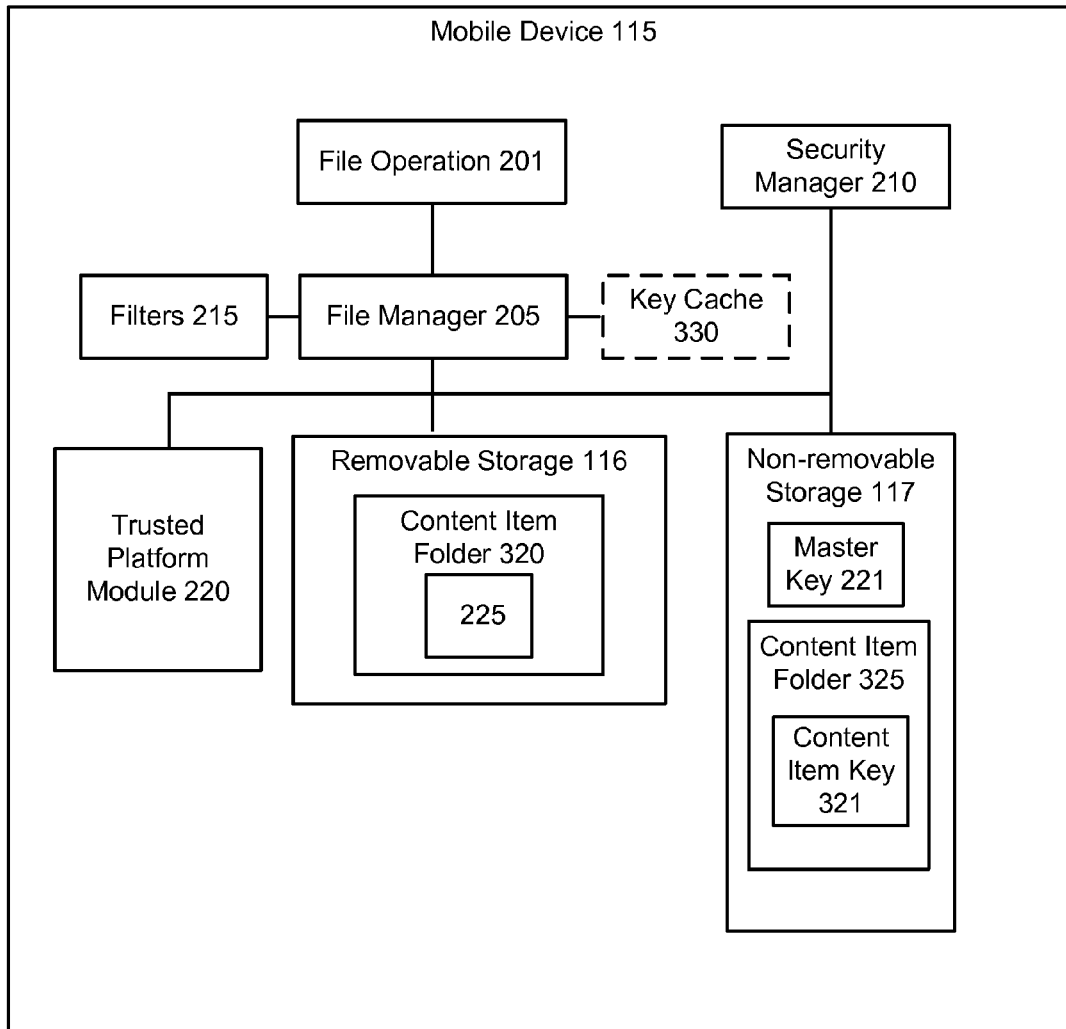 Mobile Device 115
File Operation 201
Security
Manager 210
Filters 215
File Manager 205
Key Cache
330
Trusted
Platform
Module 220
Removable Storage 116
Content Item
Folder 320
225
Non-removable
Storage 117
Master
Key 221
Content Item
Folder 325
Content
Item Key
321